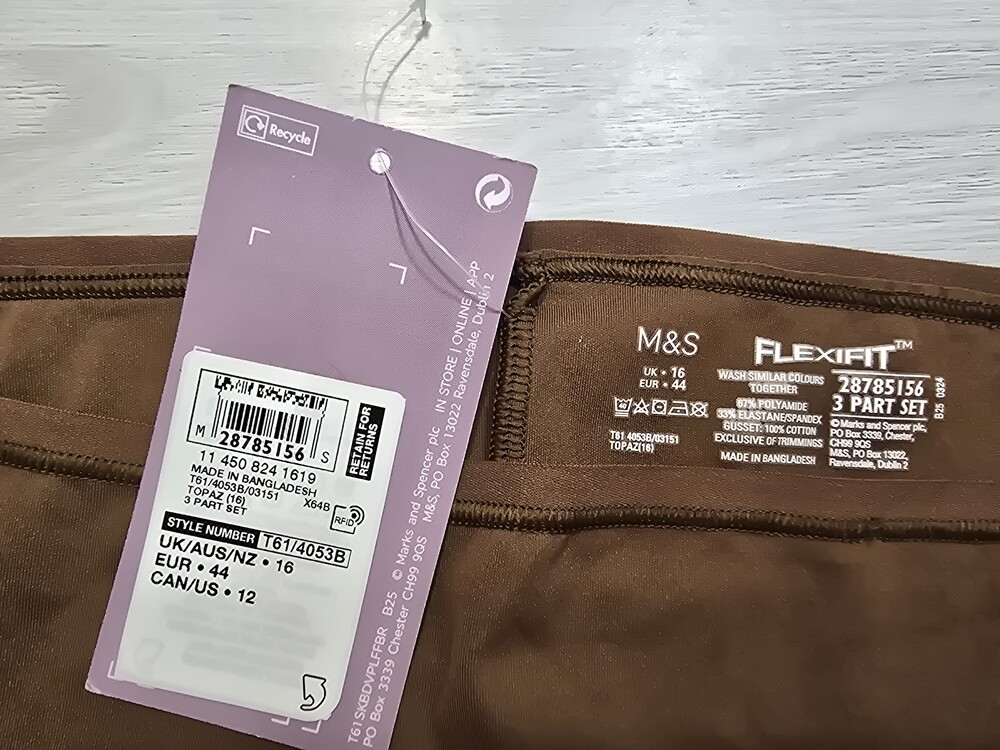 Recycle
IN STORE | ONLINE | APP
© Marks and Spencer plc
M&S, PO Box 13022 Ravensdale, Dublin 2
PO Box 3339 Chester CH99 9QS
T61SKBDVPLFFBR B25
M 28785156 S
RETAIN FOR
RETURNS
11 450 824 1619
MADE IN BANGLADESH
T61/4053B/03151 X64B
TOPAZ (16)
3 PART SET
RFID
STYLE NUMBER T61/4053B
UK/AUS/NZ • 16
EUR • 44
CAN/US • 12
M&S
UK • 16
EUR • 44
40
T61 4053B/03151
TOPAZ(16)
FLEXIFIT™
WASH SIMILAR COLOURS
TOGETHER
67% POLYAMIDE
33% ELASTANE/SPANDEX
GUSSET: 100% COTTON
EXCLUSIVE OF TRIMMINGS
MADE IN BANGLADESH
28785156
3 PART SET
© Marks and Spencer plc,
PO Box 3339, Chester,
CH99 9QS
M&S, PO Box 13022,
Ravensdale, Dublin 2
B25 0324